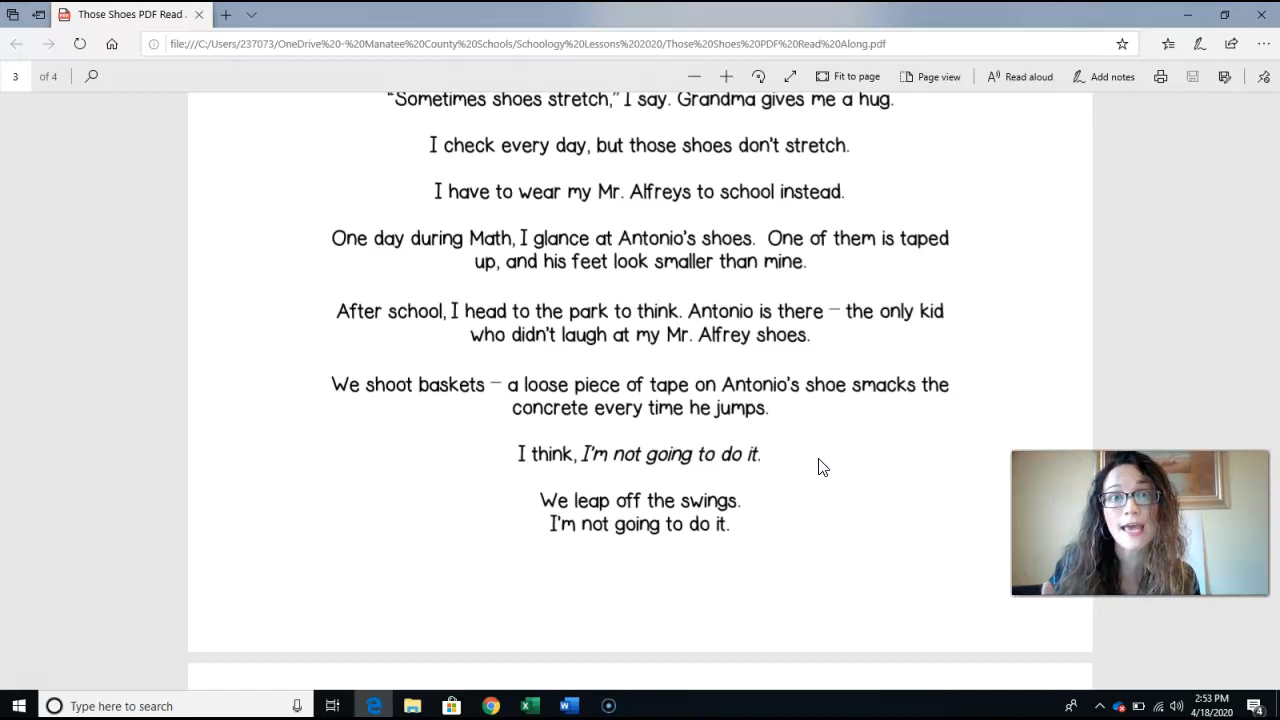 Those Shoes PDF Read .
file:///C:/Users/237073/OneDrive%20-%20Manatee%20County%20Schools/Schoology%20Lessons%202020/Those%20Shoes%20PDF%20Read%20Along.pdf
3 of 4 Fit to page Page view Read aloud Add notes
“Sometimes shoes stretch,” I say. Grandma gives me a hug.
I check every day, but those shoes don’t stretch.
I have to wear my Mr. Alfreys to school instead.
One day during Math, I glance at Antonio’s shoes. One of them is taped
up, and his feet look smaller than mine.
After school, I head to the park to think. Antonio is there – the only kid
who didn’t laugh at my Mr. Alfrey shoes.
We shoot baskets – a loose piece of tape on Antonio’s shoe smacks the
concrete every time he jumps.
I think, I’m not going to do it.
We leap off the swings.
I’m not going to do it.
Type here to search
2:53 PM
4/18/2020
4